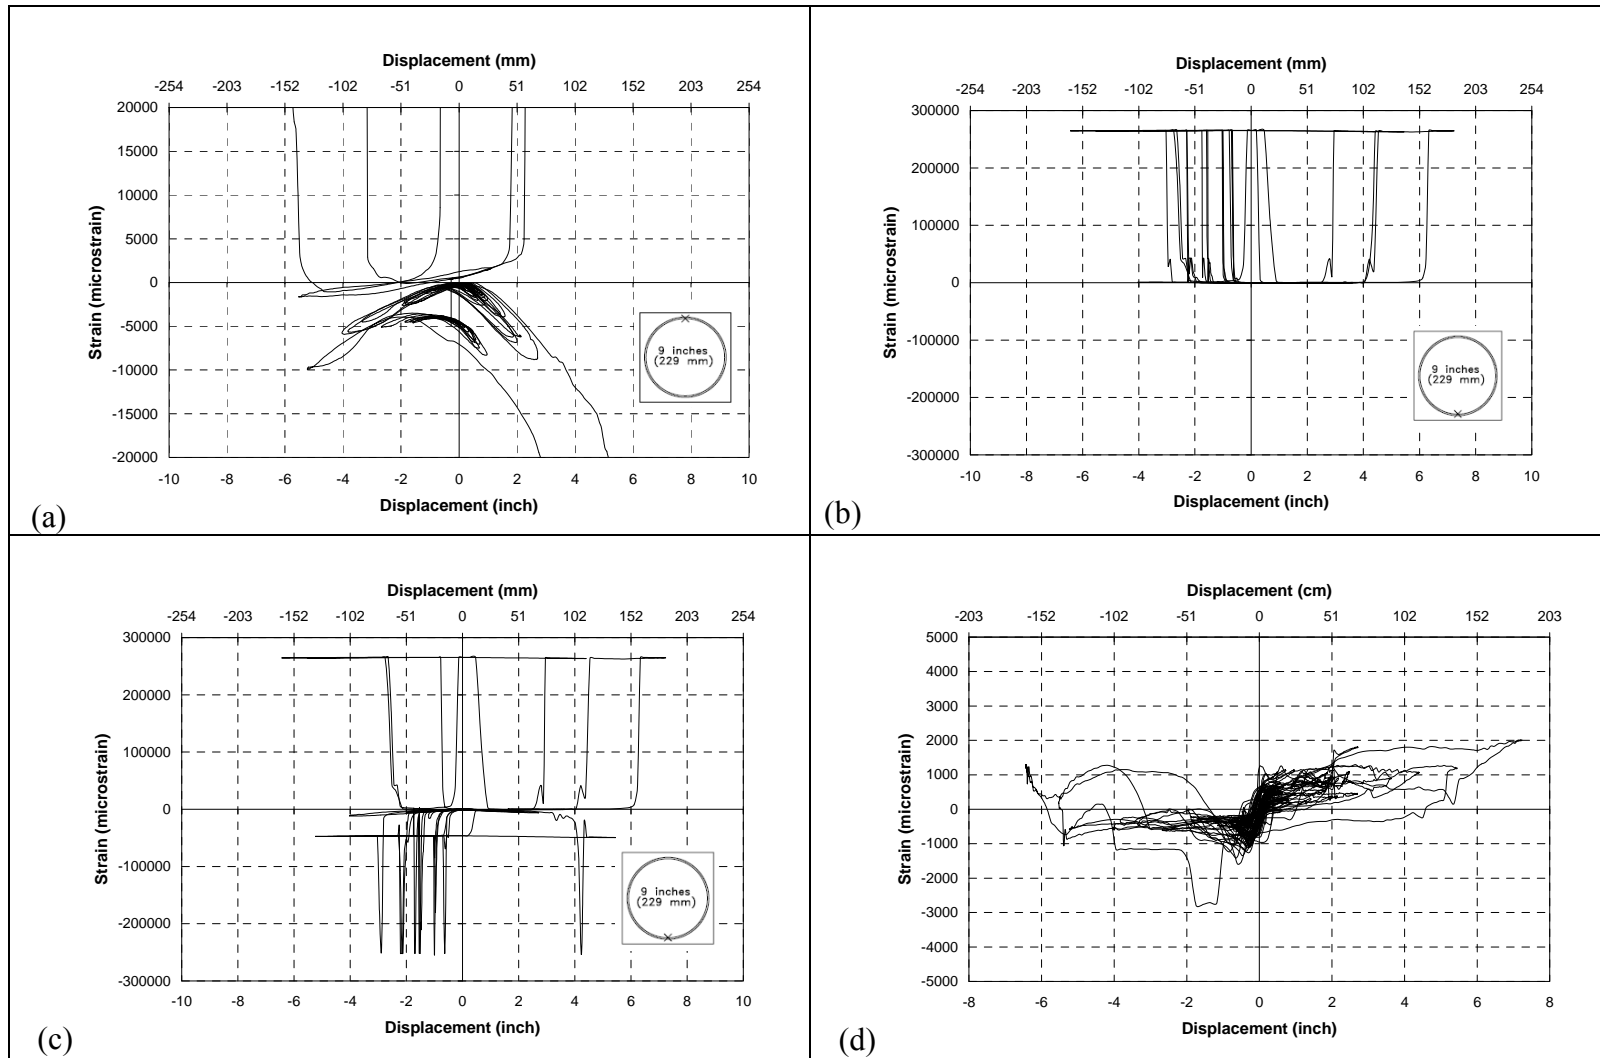 Displacement (mm)
-254 -203 -152 -102 -51 0 51 102 152 203 254
20000
15000
10000
5000
0
-5000
-10000
-15000
-20000
Strain (microstrain)
9 inches
(229 mm)
-10 -8 -6 -4 -2 0 2 4 6 8 10
Displacement (inch)
(a)
Displacement (mm)
-254 -203 -152 -102 -51 0 51 102 152 203 254
300000
200000
100000
0
-100000
-200000
-300000
Strain (microstrain)
9 inches
(229 mm)
-10 -8 -6 -4 -2 0 2 4 6 8 10
Displacement (inch)
(b)
Displacement (mm)
-254 -203 -152 -102 -51 0 51 102 152 203 254
300000
200000
100000
0
-100000
-200000
-300000
Strain (microstrain)
9 inches
(229 mm)
-10 -8 -6 -4 -2 0 2 4 6 8 10
Displacement (inch)
(c)
Displacement (cm)
-203 -152 -102 -51 0 51 102 152 203
5000
4000
3000
2000
1000
0
-1000
-2000
-3000
-4000
-5000
Strain (microstrain)
-8 -6 -4 -2 0 2 4 6 8
Displacement (inch)
(d)